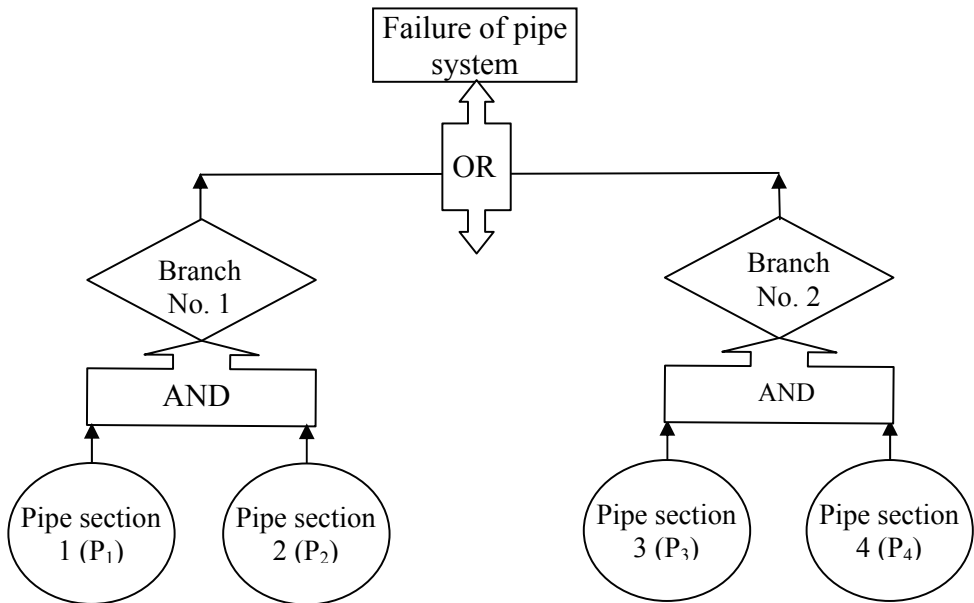 Failure of pipe
system
OR
Branch
No. 1
Branch
No. 2
AND
AND
Pipe section
1 (P₁)
Pipe section
2 (P₂)
Pipe section
3 (P₃)
Pipe section
4 (P₄)